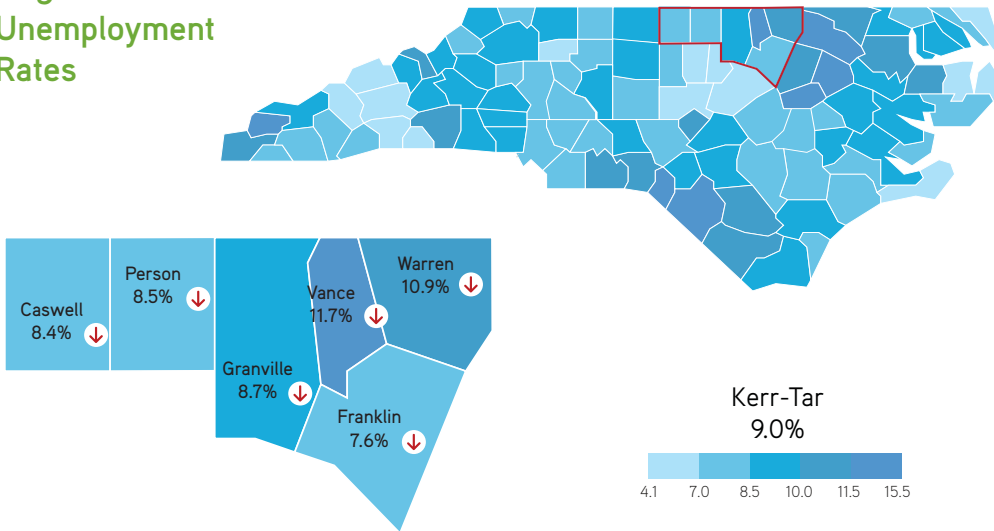 Unemployment
Rates
Caswell
8.4%
Person
8.5%
Granville
8.7%
Vance
11.7%
Warren
10.9%
Franklin
7.6%
Kerr-Tar
9.0%
4.1 7.0 8.5 10.0 11.5 15.5